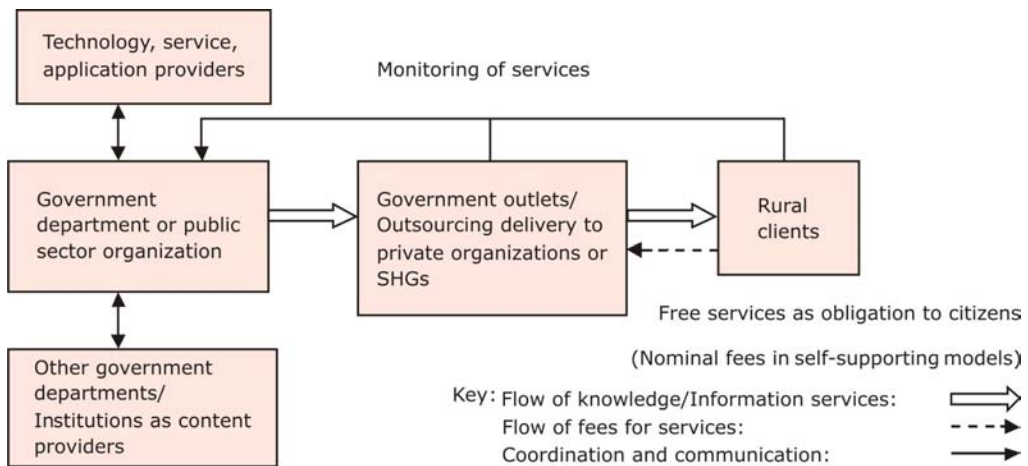 Technology, service,
application providers
Monitoring of services
Government
department or public
sector organization
Government outlets/
Outsourcing delivery to
private organizations or
SHGs
Rural
clients
Other government
departments/
Institutions as content
providers
Free services as obligation to citizens
(Nominal fees in self-supporting models)
Key: Flow of knowledge/Information services:
Flow of fees for services:
Coordination and communication: